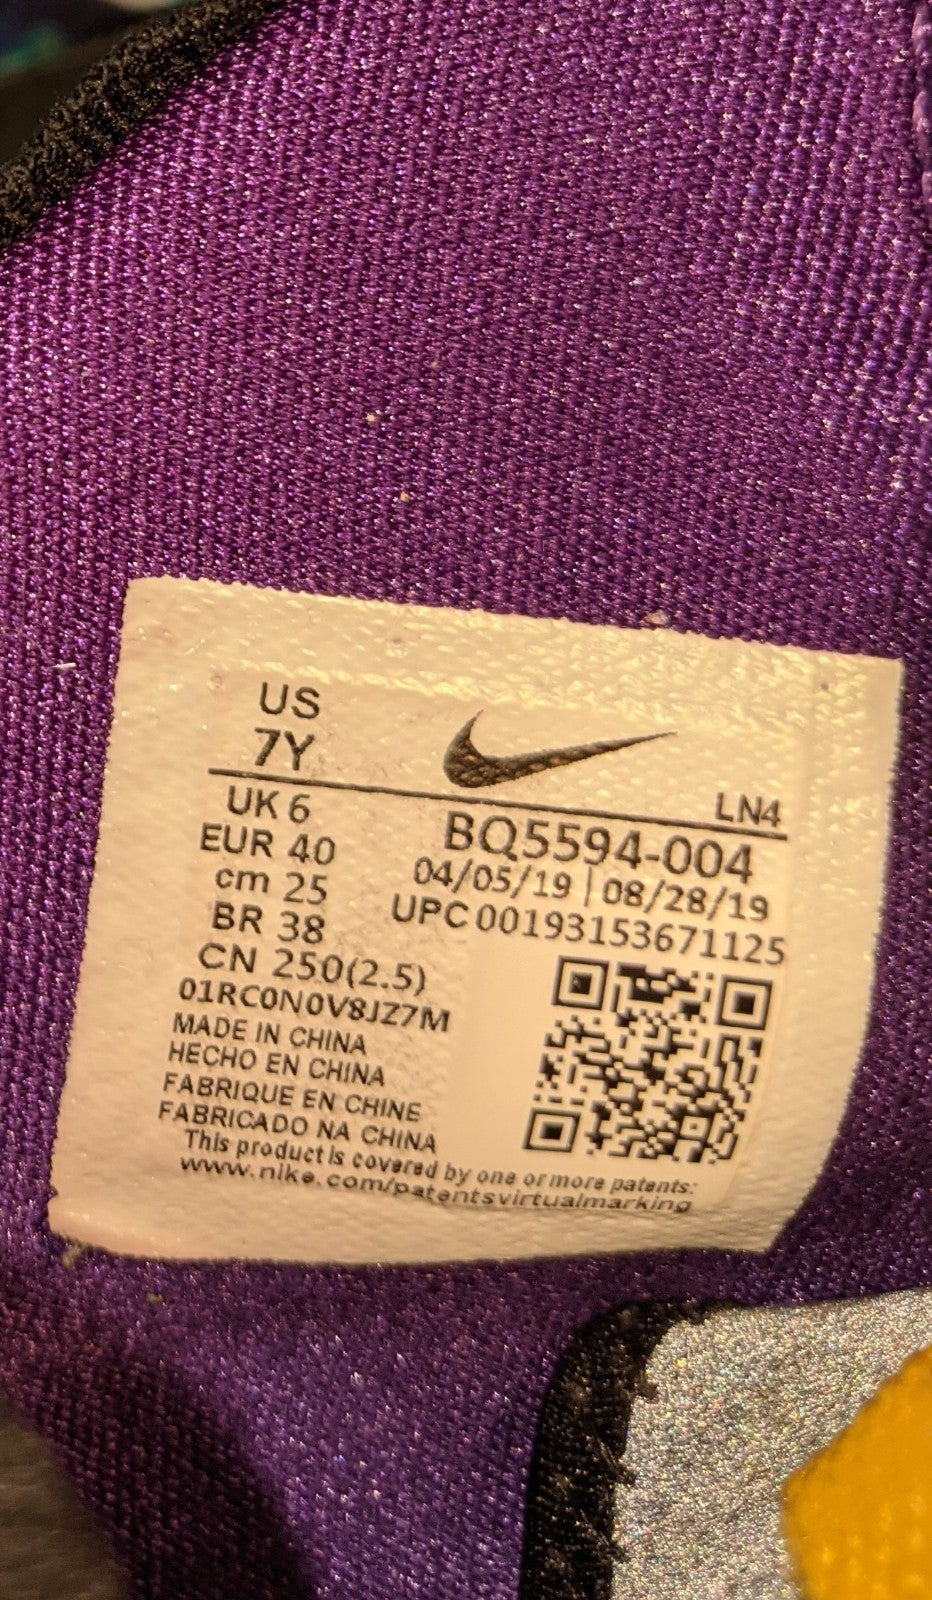 US
7Y
LN4
UK 6
EUR 40
cm 25
BR 38
CN 250(2.5)
BQ5594-004
04/05/19 | 08/28/19
UPC 00193153671125
01RC0N0V8JZ7M
MADE IN CHINA
HECHO EN CHINA
FABRIQUE EN CHINE
FABRICADO NA CHINA
This product is covered by one or more patents:
www.nike.com/patentsvirtualmarking